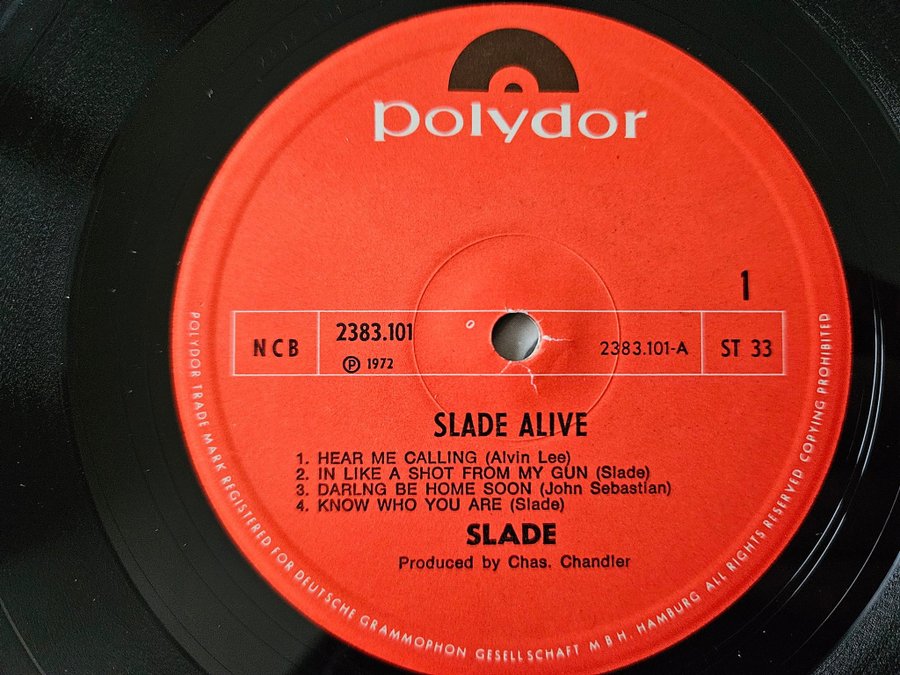 polydor
1
NCB
2383.101
℗ 1972
2383.101-A
ST 33
SLADE ALIVE
1. HEAR ME CALLING (Alvin Lee)
2. IN LIKE A SHOT FROM MY GUN (Slade)
3. DARLNG BE HOME SOON (John Sebastian)
4. KNOW WHO YOU ARE (Slade)
SLADE
Produced by Chas. Chandler
POLYDOR TRADE MARK REGISTERED FOR DEUTSCHE GRAMMOPHON GESELLSCHAFT M B H. HAMBURG ALL RIGHTS RESERVED COPYING PROHIBITED